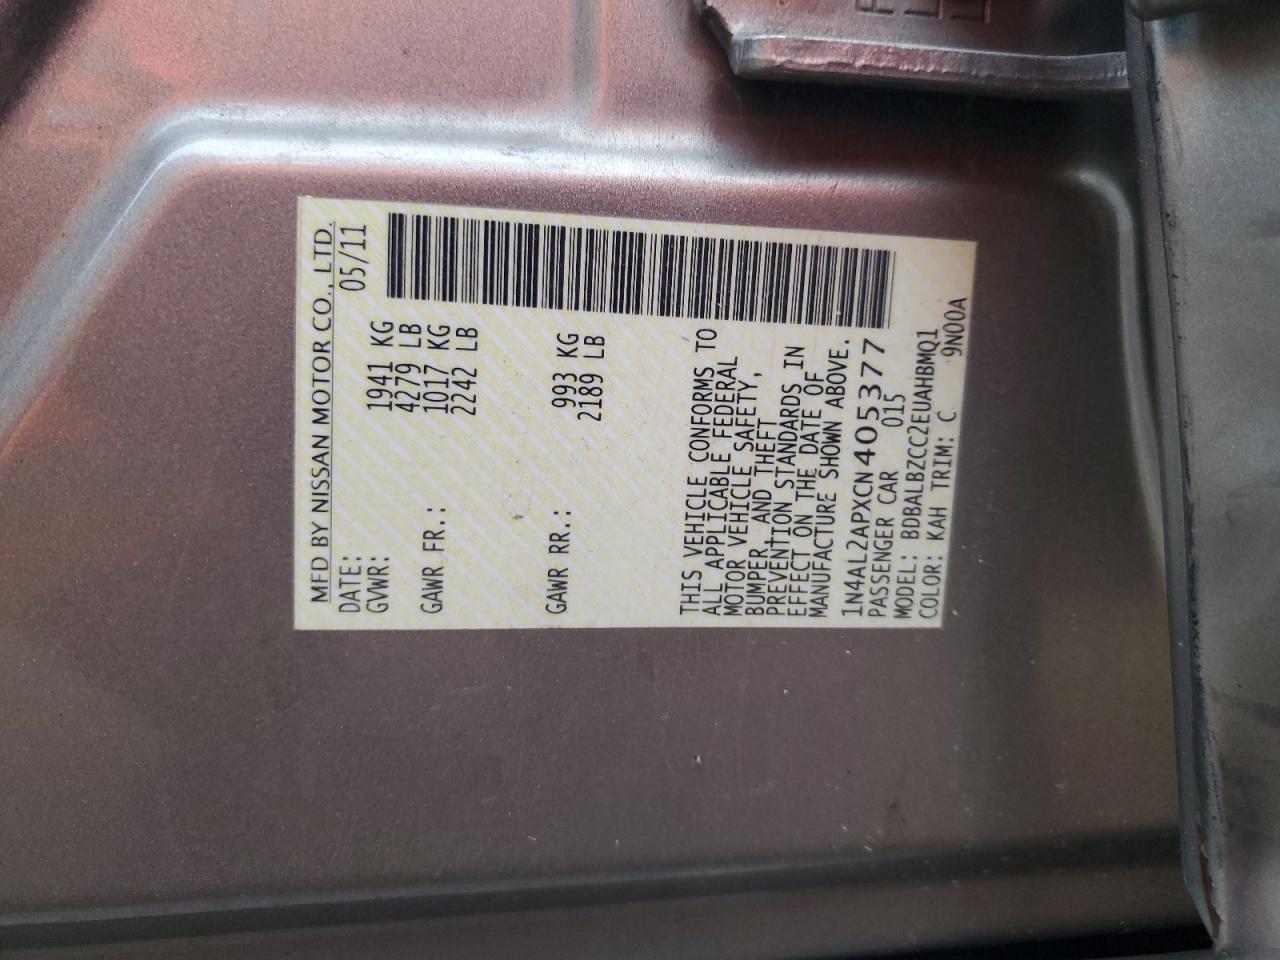 MFD BY NISSAN MOTOR CO., LTD.
DATE: 05/11
GVWR: 1941 KG
4279 LB
GAWR FR.: 1017 KG
2242 LB
GAWR RR.: 993 KG
2189 LB
THIS VEHICLE CONFORMS TO
ALL APPLICABLE FEDERAL
MOTOR VEHICLE SAFETY,
BUMPER, AND THEFT
PREVENTION STANDARDS IN
EFFECT ON THE DATE OF
MANUFACTURE SHOWN ABOVE.
1N4AL2APXCN405377
PASSENGER CAR 015
MODEL: BDBALBZCC2EUAHBMQ1
COLOR: KAH TRIM: C 9N00A